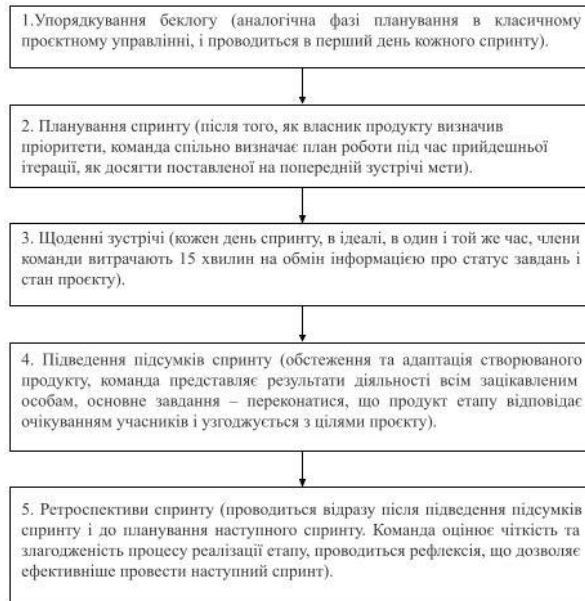 1.Упорядкування беклогу (аналогічна фазі планування в класичному
проєктному управлінні, і проводиться в перший день кожного спринту).
2. Планування спринту (після того, як власник продукту визначив
пріоритети, команда спільно визначає план роботи під час прийдешньої
ітерації, як досягти поставленої на попередній зустрічі мети).
3. Щоденні зустрічі (кожен день спринту, в ідеалі, в один і той же час, члени
команди витрачають 15 хвилин на обмін інформацією про статус завдань і
стан проєкту).
4. Підведення підсумків спринту (обстеження та адаптація створюваного
продукту, команда представляє результати діяльності всім зацікавленим
особам, основне завдання – переконатися, що продукт етапу відповідає
очікуванням учасників і узгоджується з цілями проєкту).
5. Ретроспективи спринту (проводиться відразу після підведення підсумків
спринту і до планування наступного спринту. Команда оцінює чіткість та
злагодженість процесу реалізації етапу, проводиться рефлексія, що дозволяє
ефективніше провести наступний спринт).